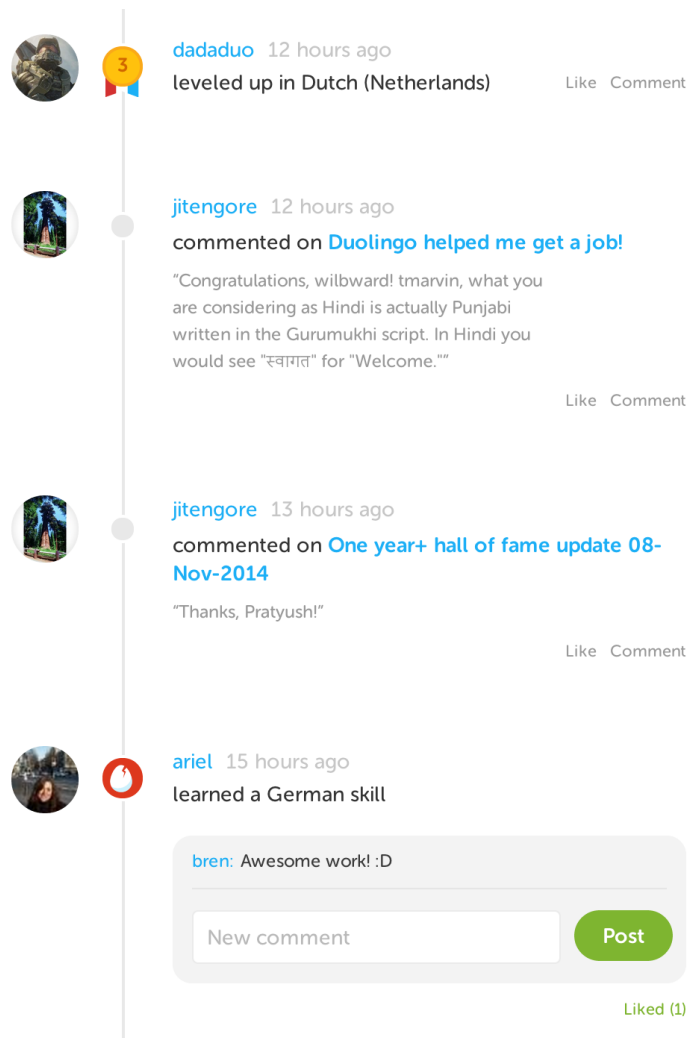 dadaduo 12 hours ago
3
leveled up in Dutch (Netherlands)
Like Comment
jitengore 12 hours ago
commented on Duolingo helped me get a job!
“Congratulations, wilbward! tmarvin, what you
are considering as Hindi is actually Punjabi
written in the Gurumukhi script. In Hindi you
would see "स्वागत" for "Welcome."”
Like Comment
jitengore 13 hours ago
commented on One year+ hall of fame update 08-
Nov-2014
“Thanks, Pratyush!”
Like Comment
ariel 15 hours ago
learned a German skill
bren: Awesome work! :D
New comment
Post
Liked (1)